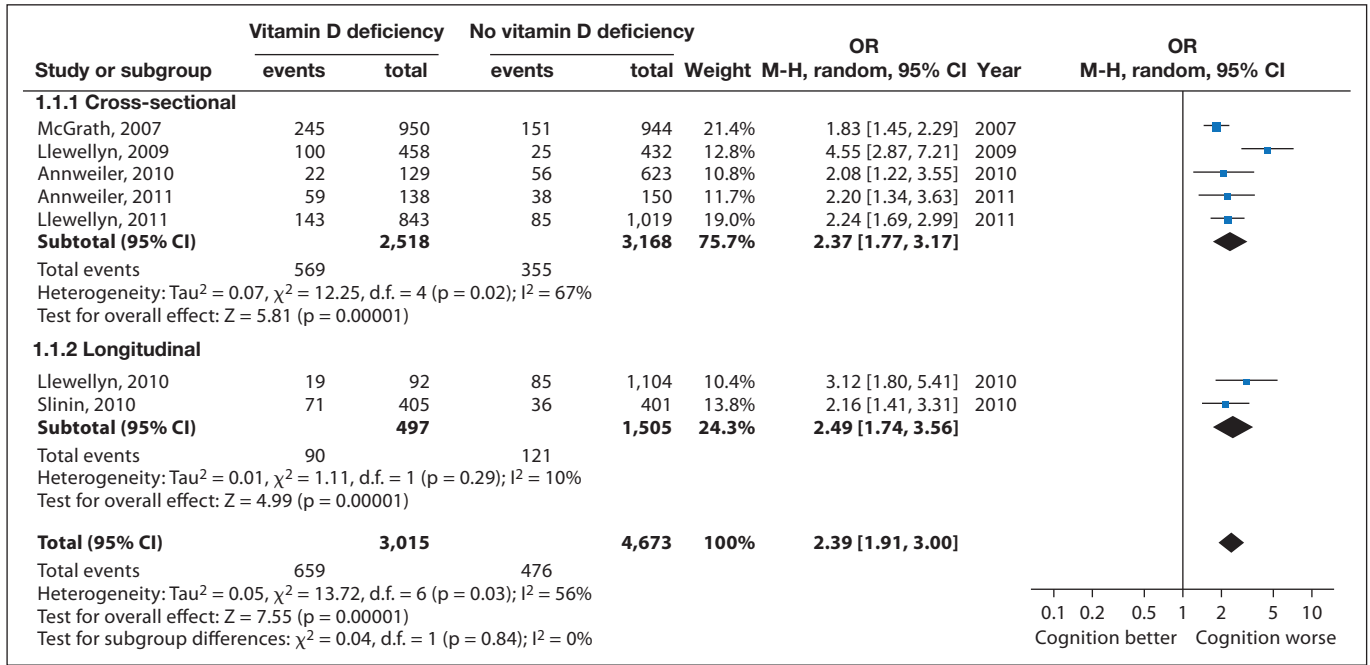 Vitamin D deficiency No vitamin D deficiency OR OR
Study or subgroup events total events total Weight M-H, random, 95% CI Year M-H, random, 95% CI
1.1.1 Cross-sectional
McGrath, 2007 245 950 151 944 21.4% 1.83 [1.45, 2.29] 2007
Llewellyn, 2009 100 458 25 432 12.8% 4.55 [2.87, 7.21] 2009
Annweiler, 2010 22 129 56 623 10.8% 2.08 [1.22, 3.55] 2010
Annweiler, 2011 59 138 38 150 11.7% 2.20 [1.34, 3.63] 2011
Llewellyn, 2011 143 843 85 1,019 19.0% 2.24 [1.69, 2.99] 2011
Subtotal (95% CI) 2,518 3,168 75.7% 2.37 [1.77, 3.17]
Total events 569 355
Heterogeneity: Tau² = 0.07, χ² = 12.25, d.f. = 4 (p = 0.02); I² = 67%
Test for overall effect: Z = 5.81 (p = 0.00001)
1.1.2 Longitudinal
Llewellyn, 2010 19 92 85 1,104 10.4% 3.12 [1.80, 5.41] 2010
Slinin, 2010 71 405 36 401 13.8% 2.16 [1.41, 3.31] 2010
Subtotal (95% CI) 497 1,505 24.3% 2.49 [1.74, 3.56]
Total events 90 121
Heterogeneity: Tau² = 0.01, χ² = 1.11, d.f. = 1 (p = 0.29); I² = 10%
Test for overall effect: Z = 4.99 (p = 0.00001)
Total (95% CI) 3,015 4,673 100% 2.39 [1.91, 3.00]
Total events 659 476
Heterogeneity: Tau² = 0.05, χ² = 13.72, d.f. = 6 (p = 0.03); I² = 56%
Test for overall effect: Z = 7.55 (p = 0.00001)
Test for subgroup differences: χ² = 0.04, d.f. = 1 (p = 0.84); I² = 0%
0.1 0.2 0.5 1 2 5 10
Cognition better Cognition worse